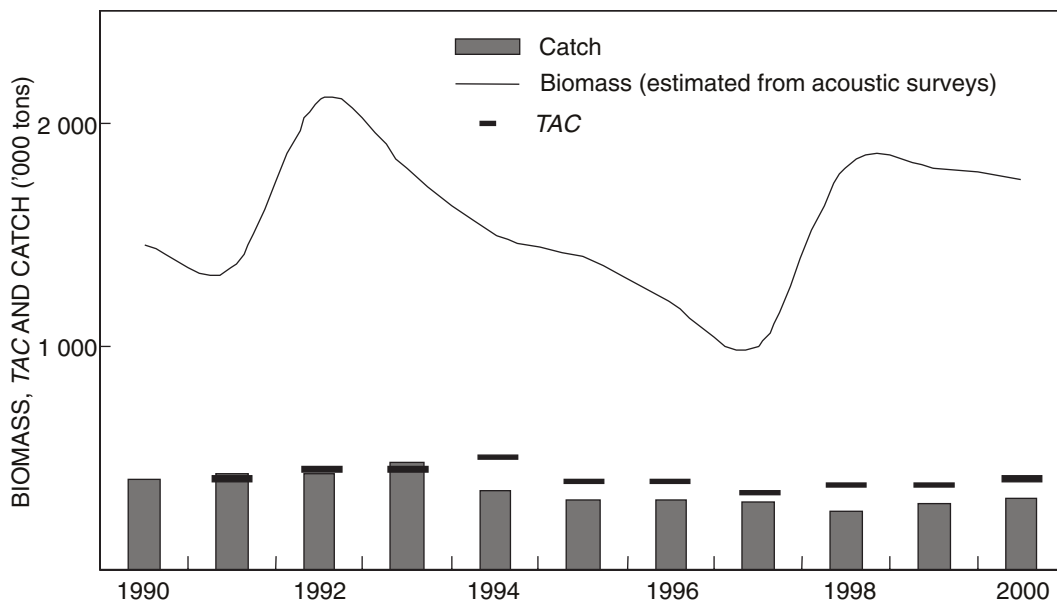 BIOMASS, TAC AND CATCH ('000 tons)
Catch
Biomass (estimated from acoustic surveys)
TAC
2 000
1 000
1990 1992 1994 1996 1998 2000